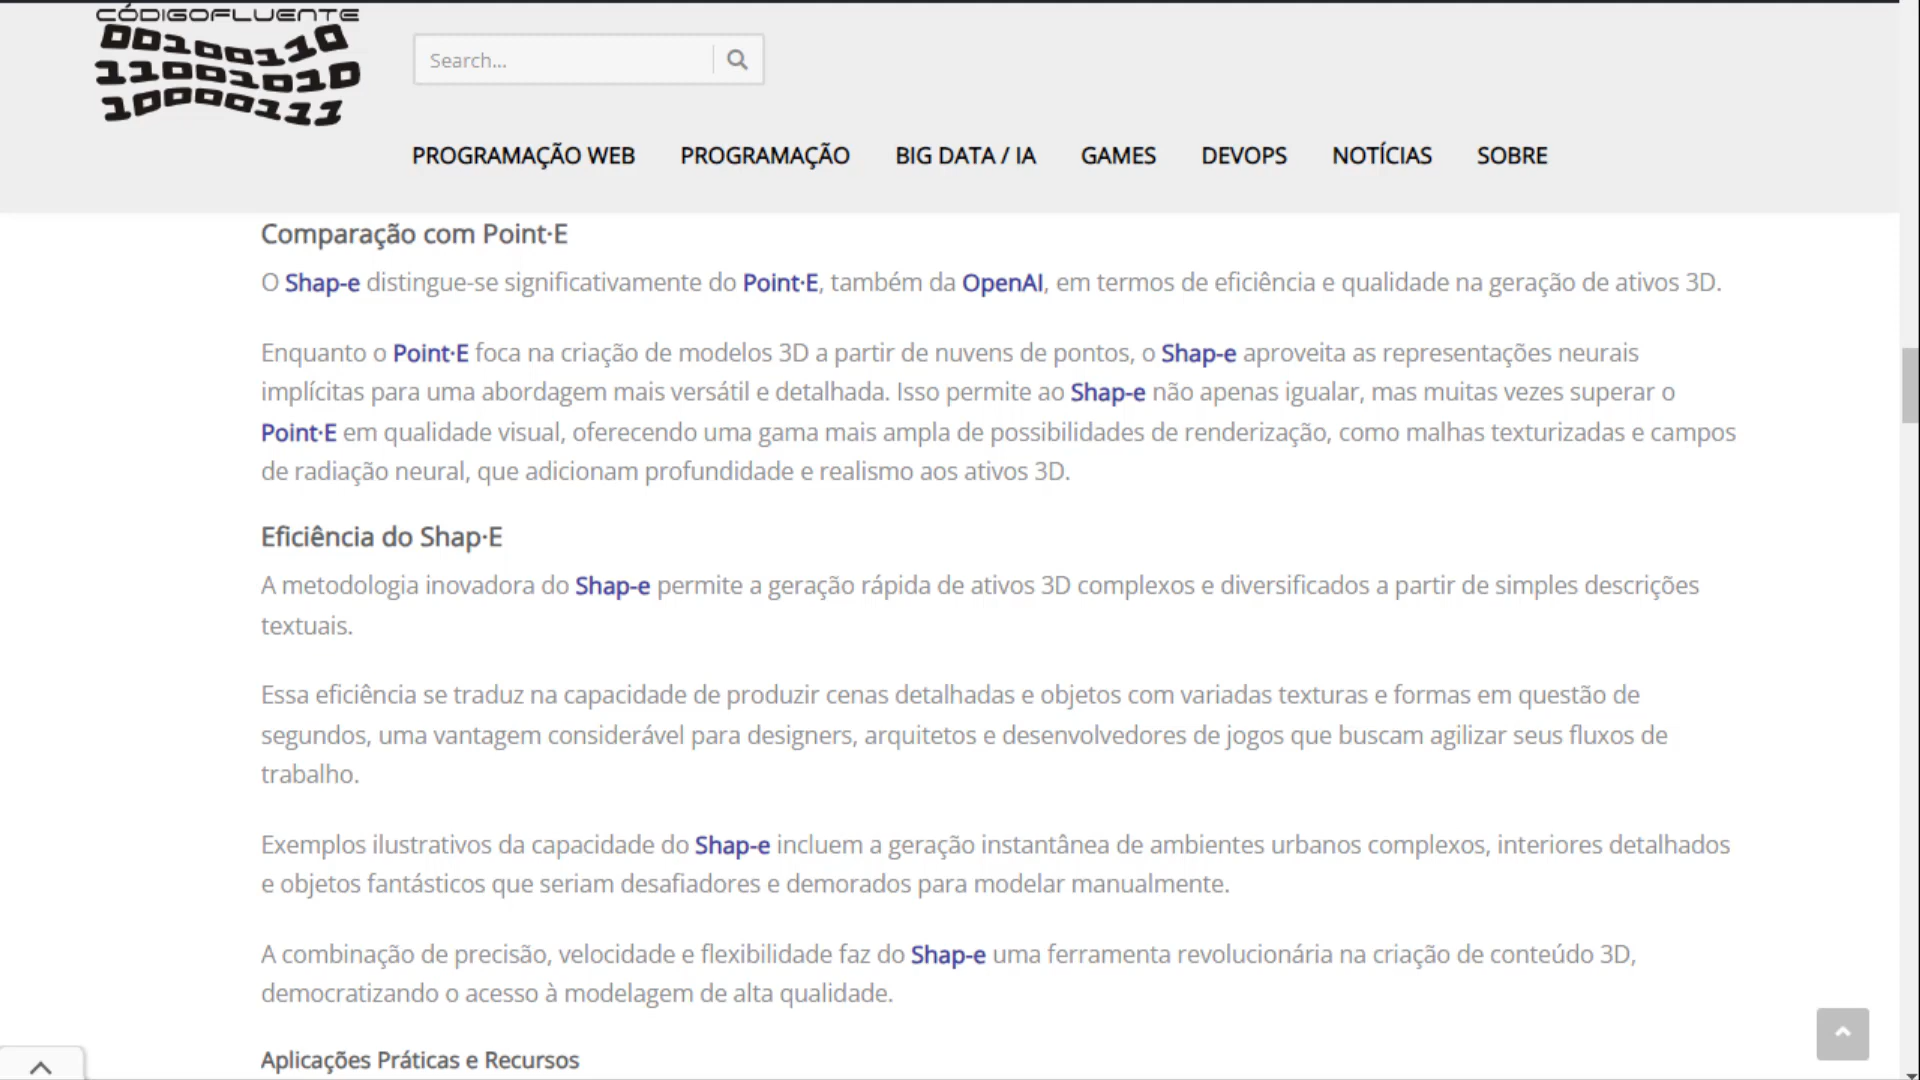 CÓDIGOFLUENTE
00100110
11001010
10000111
Search...
PROGRAMAÇÃO WEB PROGRAMAÇÃO BIG DATA / IA GAMES DEVOPS NOTÍCIAS SOBRE
Comparação com Point·E
O Shap-e distingue-se significativamente do Point·E, também da OpenAI, em termos de eficiência e qualidade na geração de ativos 3D.
Enquanto o Point·E foca na criação de modelos 3D a partir de nuvens de pontos, o Shap-e aproveita as representações neurais
implícitas para uma abordagem mais versátil e detalhada. Isso permite ao Shap-e não apenas igualar, mas muitas vezes superar o
Point·E em qualidade visual, oferecendo uma gama mais ampla de possibilidades de renderização, como malhas texturizadas e campos
de radiação neural, que adicionam profundidade e realismo aos ativos 3D.
Eficiência do Shap·E
A metodologia inovadora do Shap-e permite a geração rápida de ativos 3D complexos e diversificados a partir de simples descrições
textuais.
Essa eficiência se traduz na capacidade de produzir cenas detalhadas e objetos com variadas texturas e formas em questão de
segundos, uma vantagem considerável para designers, arquitetos e desenvolvedores de jogos que buscam agilizar seus fluxos de
trabalho.
Exemplos ilustrativos da capacidade do Shap-e incluem a geração instantânea de ambientes urbanos complexos, interiores detalhados
e objetos fantásticos que seriam desafiadores e demorados para modelar manualmente.
A combinação de precisão, velocidade e flexibilidade faz do Shap-e uma ferramenta revolucionária na criação de conteúdo 3D,
democratizando o acesso à modelagem de alta qualidade.
Aplicações Práticas e Recursos